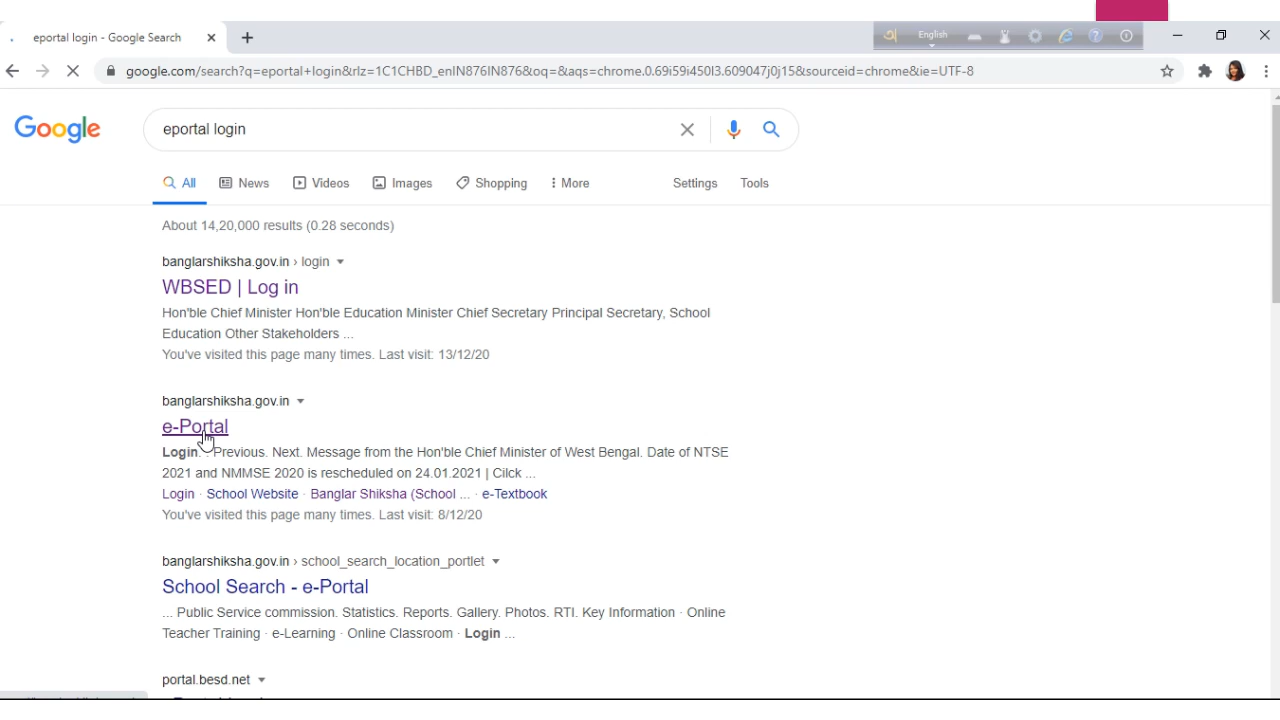 eportal login - Google Search
English
google.com/search?q=eportal+login&rlz=1C1CHBD_enIN876IN876&oq=&aqs=chrome.0.69i59i450l3.609047j0j15&sourceid=chrome&ie=UTF-8
Google
eportal login
All News Videos Images Shopping More Settings Tools
About 14,20,000 results (0.28 seconds)
banglarshiksha.gov.in › login
WBSED | Log in
Hon'ble Chief Minister Hon'ble Education Minister Chief Secretary Principal Secretary, School
Education Other Stakeholders ...
You've visited this page many times. Last visit: 13/12/20
banglarshiksha.gov.in
e-Portal
Login. . Previous. Next. Message from the Hon'ble Chief Minister of West Bengal. Date of NTSE
2021 and NMMSE 2020 is rescheduled on 24.01.2021 | Cilck ...
Login · School Website · Banglar Shiksha (School ... · e-Textbook
You've visited this page many times. Last visit: 8/12/20
banglarshiksha.gov.in › school_search_location_portlet
School Search - e-Portal
... Public Service commission. Statistics. Reports. Gallery. Photos. RTI. Key Information · Online
Teacher Training · e-Learning · Online Classroom · Login ...
portal.besd.net